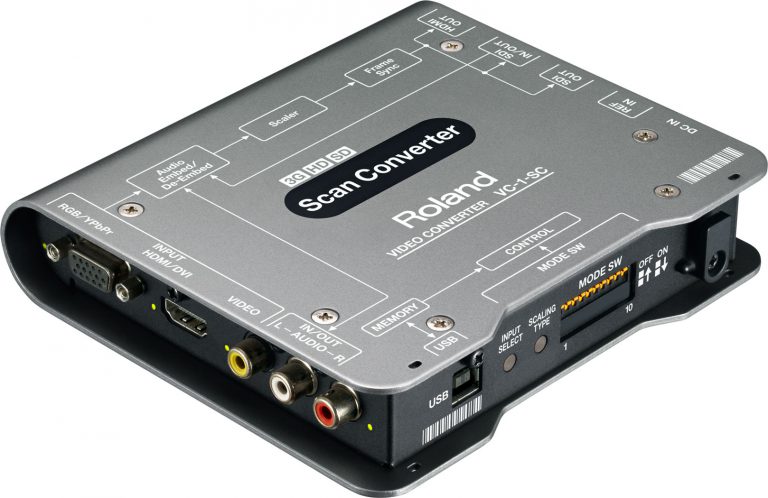 HDMI
OUT
SDI
IN/OUT
SDI
OUT
REF
IN
DC IN
Frame
Sync
Scaler
Audio
Embed/
De-Embed
3G HD SD
Scan Converter
Roland
VIDEO CONVERTER VC-1-SC
RGB/YPbPr
INPUT
HDMI/DVI
VIDEO
IN/OUT
L-AUDIO-R
MEMORY
USB
CONTROL
MODE SW
USB
INPUT
SELECT
SCALING
TYPE
MODE SW
1
10
OFF ON